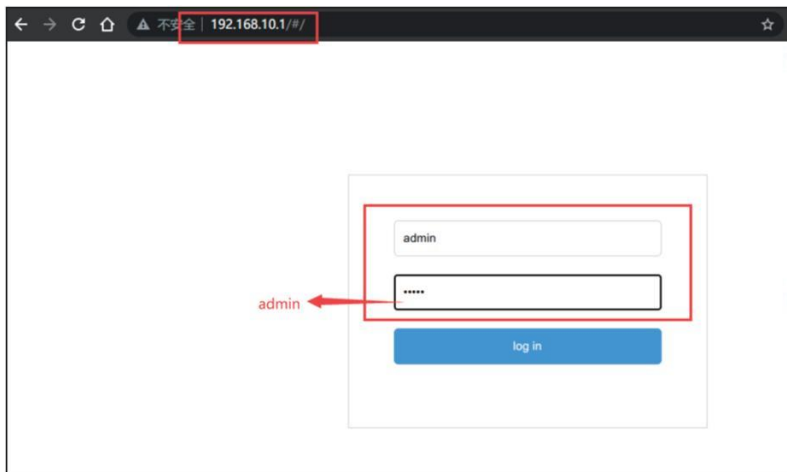 不安全 | 192.168.10.1/#/
admin
•••••
admin
log in